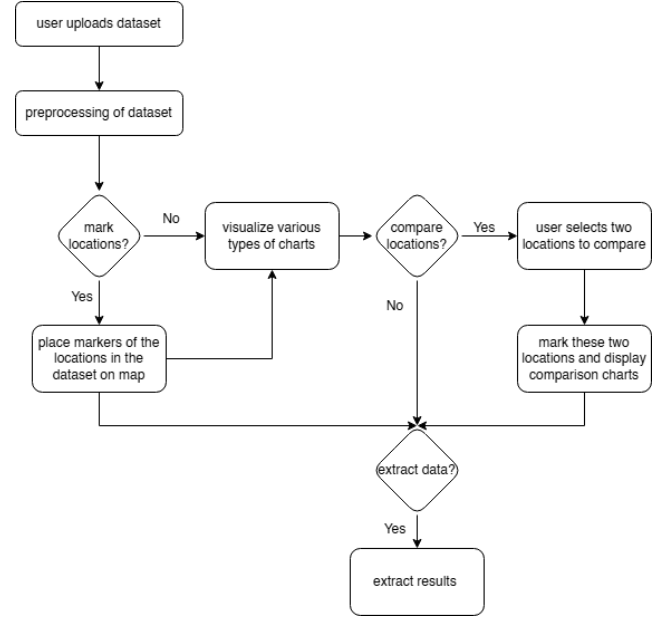 user uploads dataset
preprocessing of dataset
mark
locations?
No
visualize various
types of charts
compare
locations?
Yes
user selects two
locations to compare
Yes
place markers of the
locations in the
dataset on map
No
mark these two
locations and display
comparison charts
extract data?
Yes
extract results